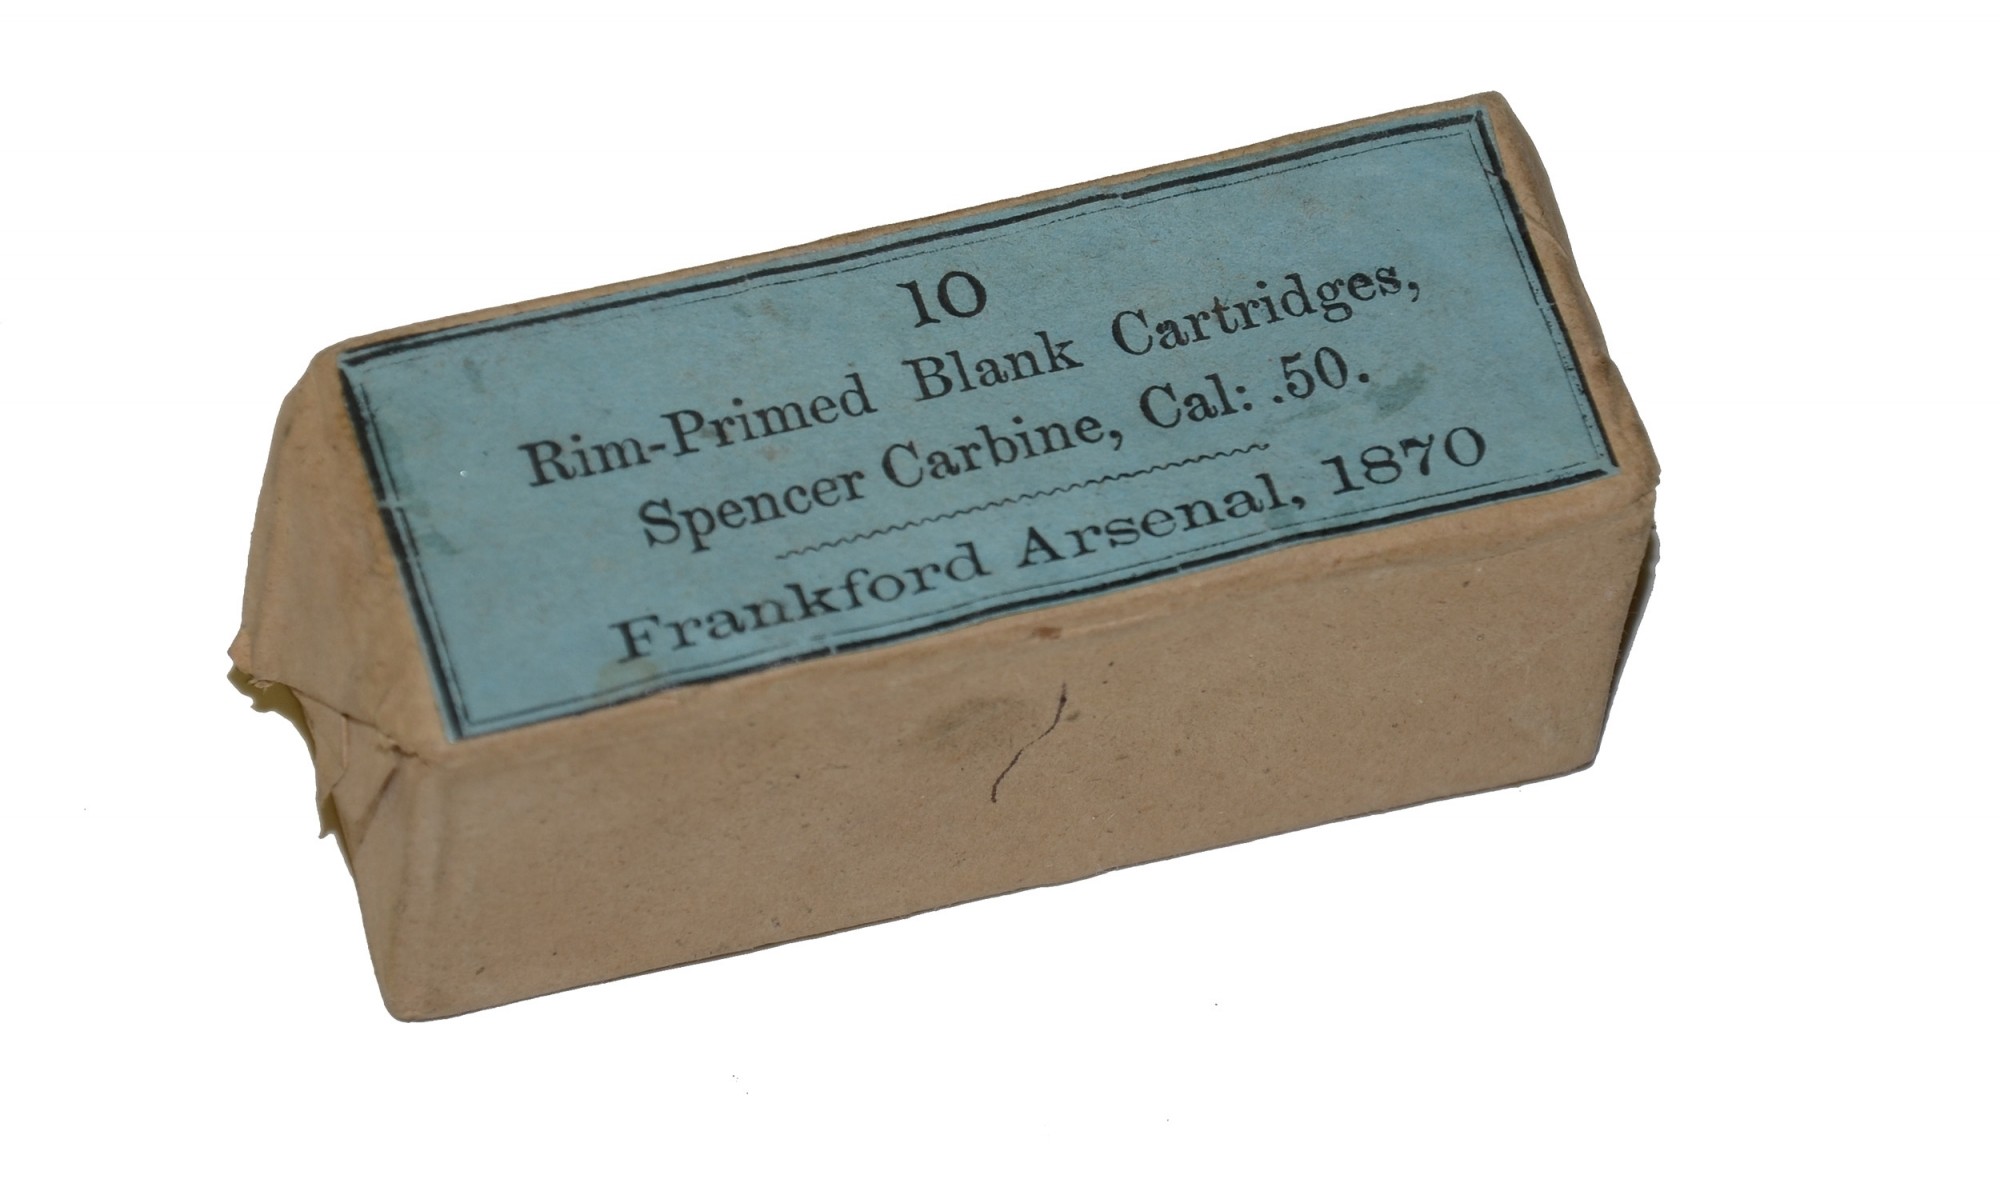 10
Rim-Primed Blank Cartridges,
Spencer Carbine, Cal: .50.
Frankford Arsenal, 1870